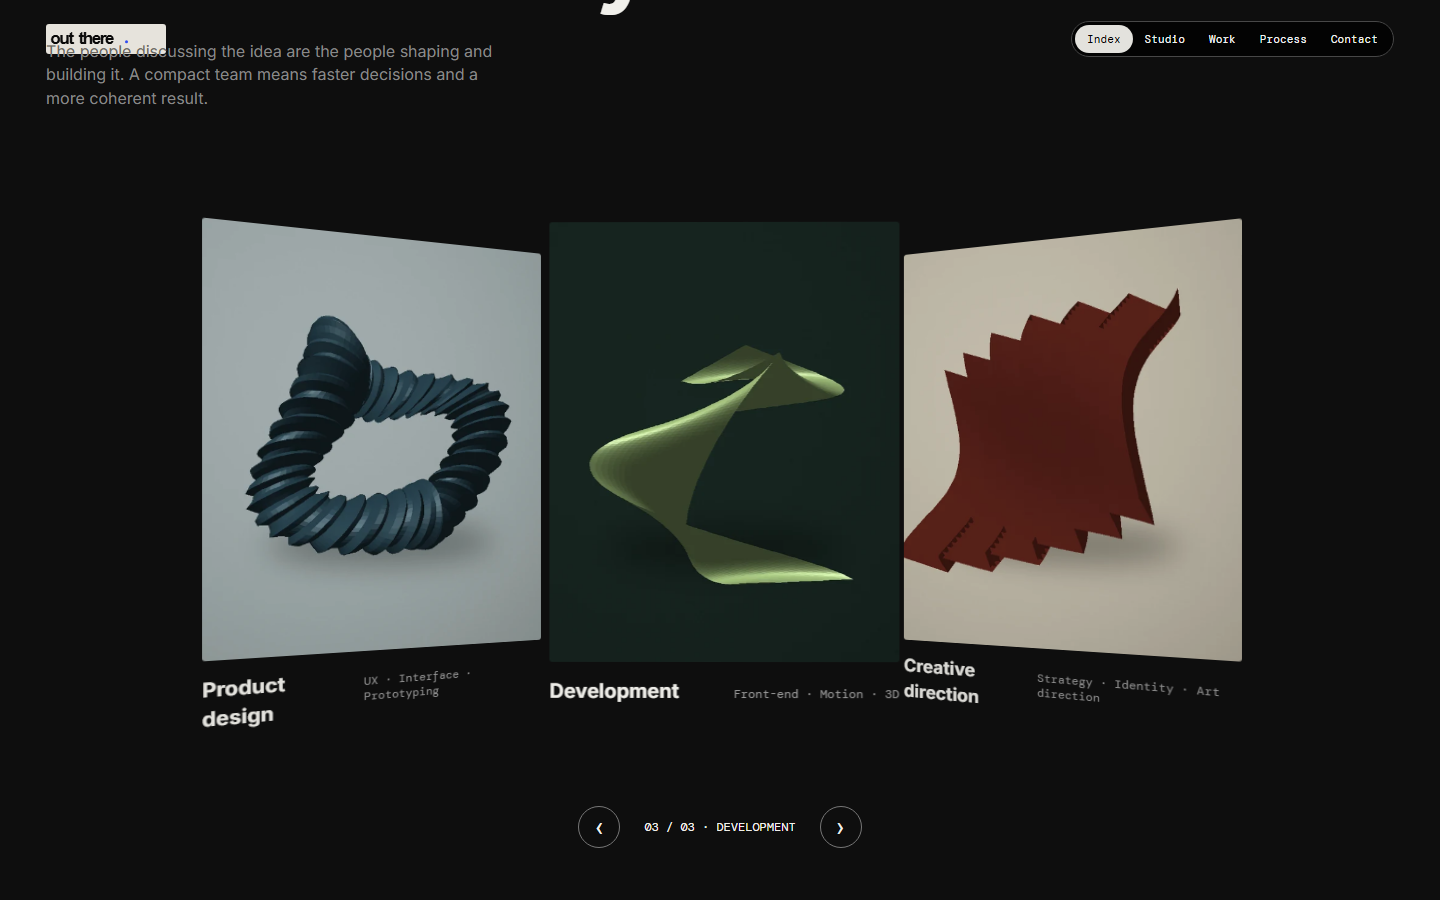 out there .
Index Studio Work Process Contact
The people discussing the idea are the people shaping and
building it. A compact team means faster decisions and a
more coherent result.
Product
design
UX · Interface ·
Prototyping
Development
Front-end · Motion · 3D
Creative
direction
Strategy · Identity · Art
direction
❮
03 / 03 · DEVELOPMENT
❯